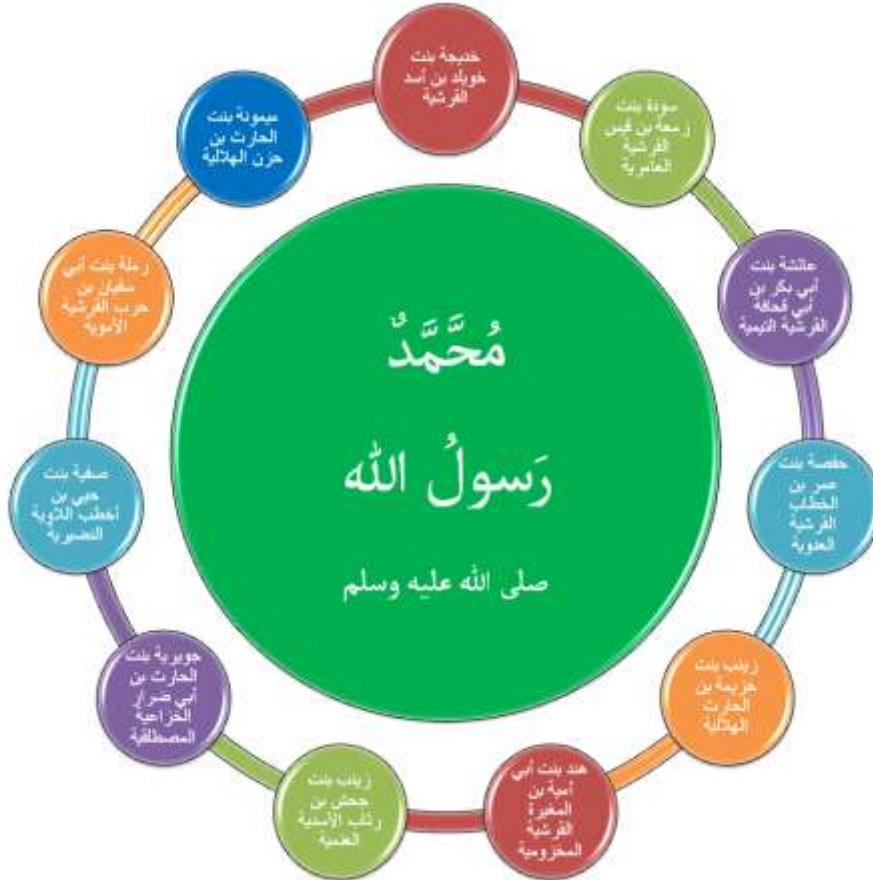 مُحَمَّدٌ
رَسولُ الله
صلى الله عليه وسلم
خديجة بنت
خويلد بن أسد
القرشية
سودة بنت
زمعة بن قيس
القرشية
العامرية
عائشة بنت
أبي بكر بن
أبي قحافة
القرشية التيمية
حفصة بنت
عمر بن
الخطاب
القرشية
العدوية
زينب بنت
خزيمة بن
الحارث
الهلالية
هند بنت أبي
أمية بن
المغيرة
القرشية
المخزومية
زينب بنت
جحش بن
رئاب الأسدية
جويرية بنت
الحارث بن
أبي ضرار
الخزاعية
المصطلقية
صفية بنت
حيي بن
أخطب اللاوية
النضيرية
رملة بنت أبي
سفيان بن
حرب القرشية
الأموية
ميمونة بنت
الحارث بن
حزن الهلالية